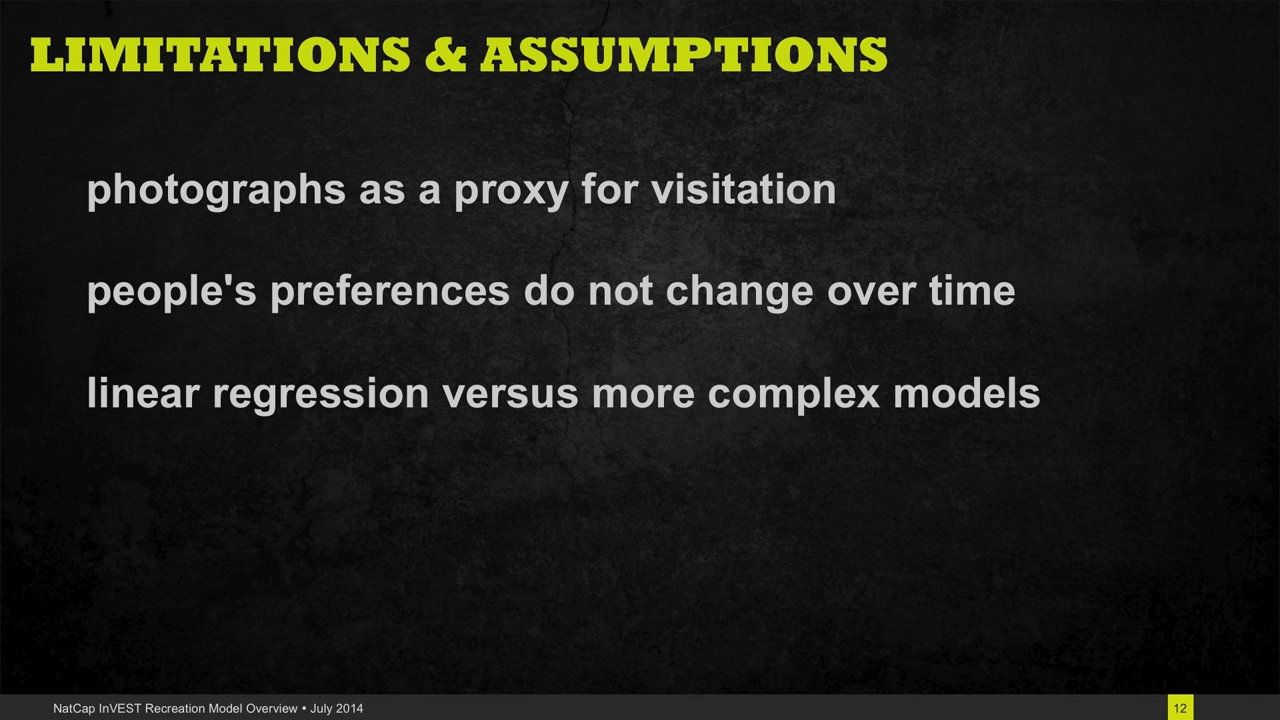 LIMITATIONS & ASSUMPTIONS
photographs as a proxy for visitation
people's preferences do not change over time
linear regression versus more complex models
NatCap InVEST Recreation Model Overview • July 2014
12